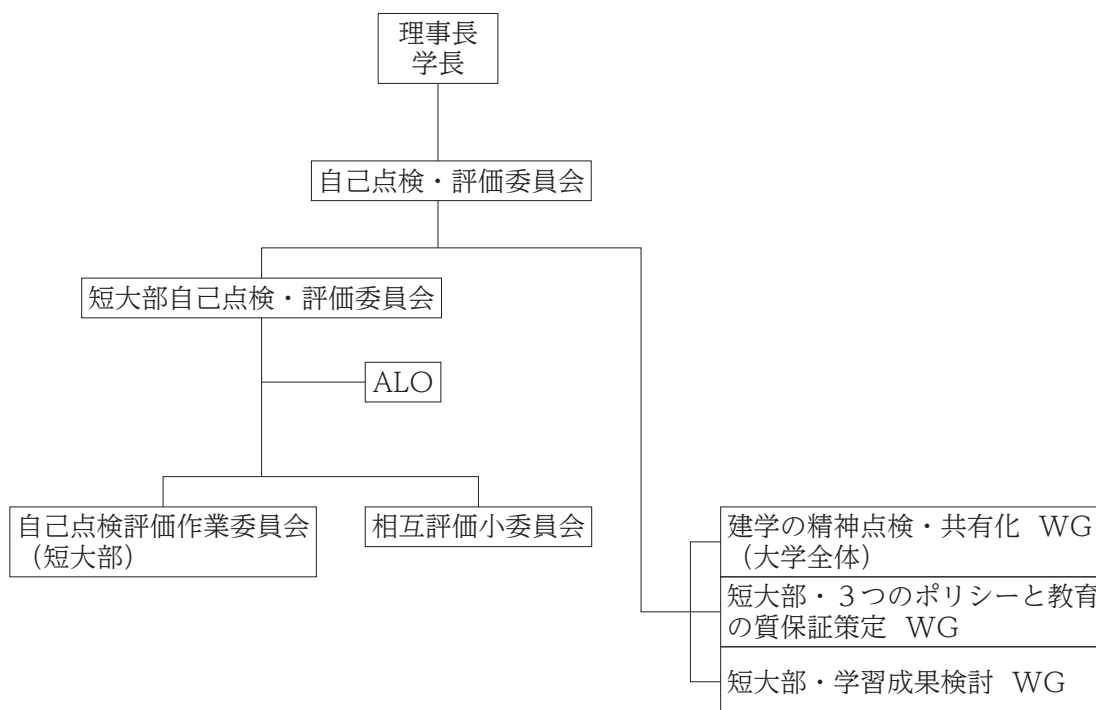 理事長
学長
自己点検・評価委員会
短大部自己点検・評価委員会
ALO
自己点検評価作業委員会
（短大部）
相互評価小委員会
建学の精神点検・共有化 WG
（大学全体）
短大部・３つのポリシーと教育
の質保証策定 WG
短大部・学習成果検討 WG